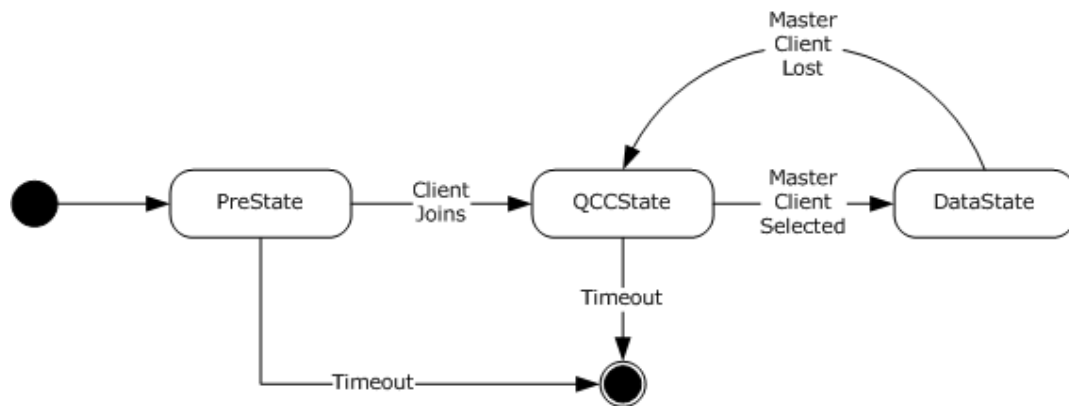 Master
Client
Lost
PreState
Client
Joins
QCCState
Master
Client
Selected
DataState
Timeout
Timeout